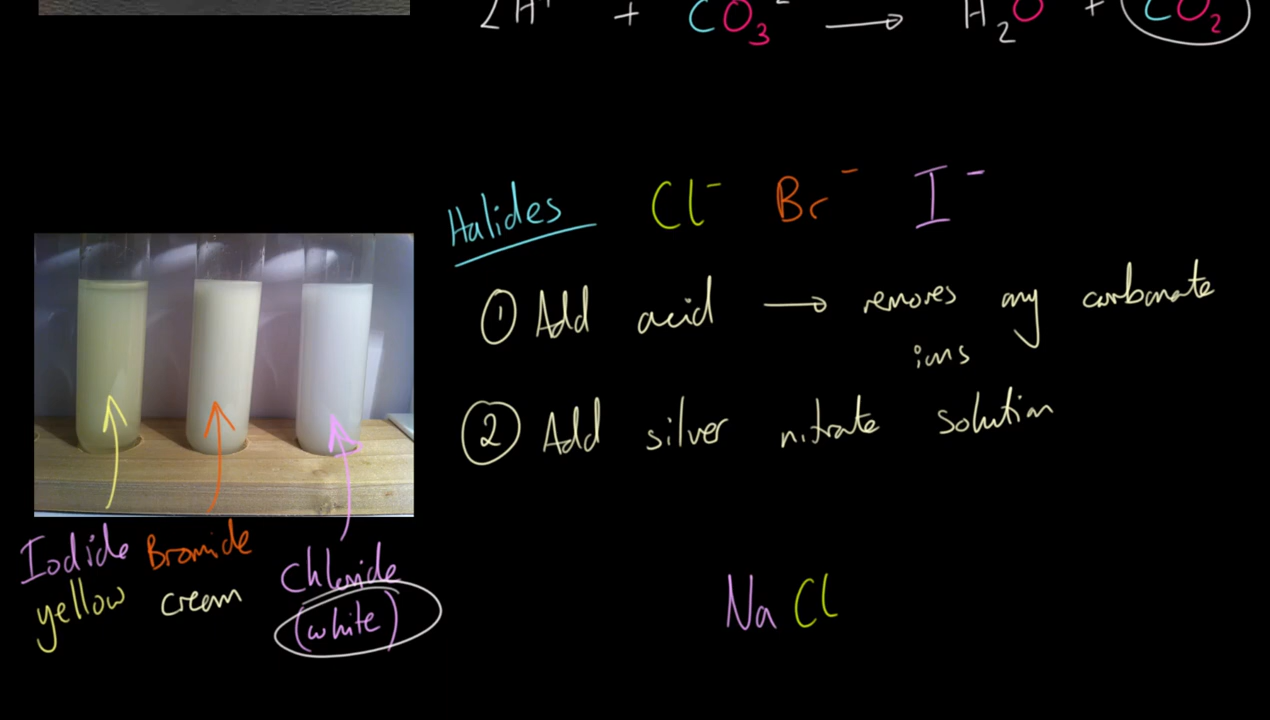 2H⁺ + CO₃²⁻ → H₂O + CO₂
Halides Cl⁻ Br⁻ I⁻
① Add acid → removes any carbonate
ions
② Add silver nitrate solution
Iodide Bromide Chloride
yellow cream (white)
NaCl